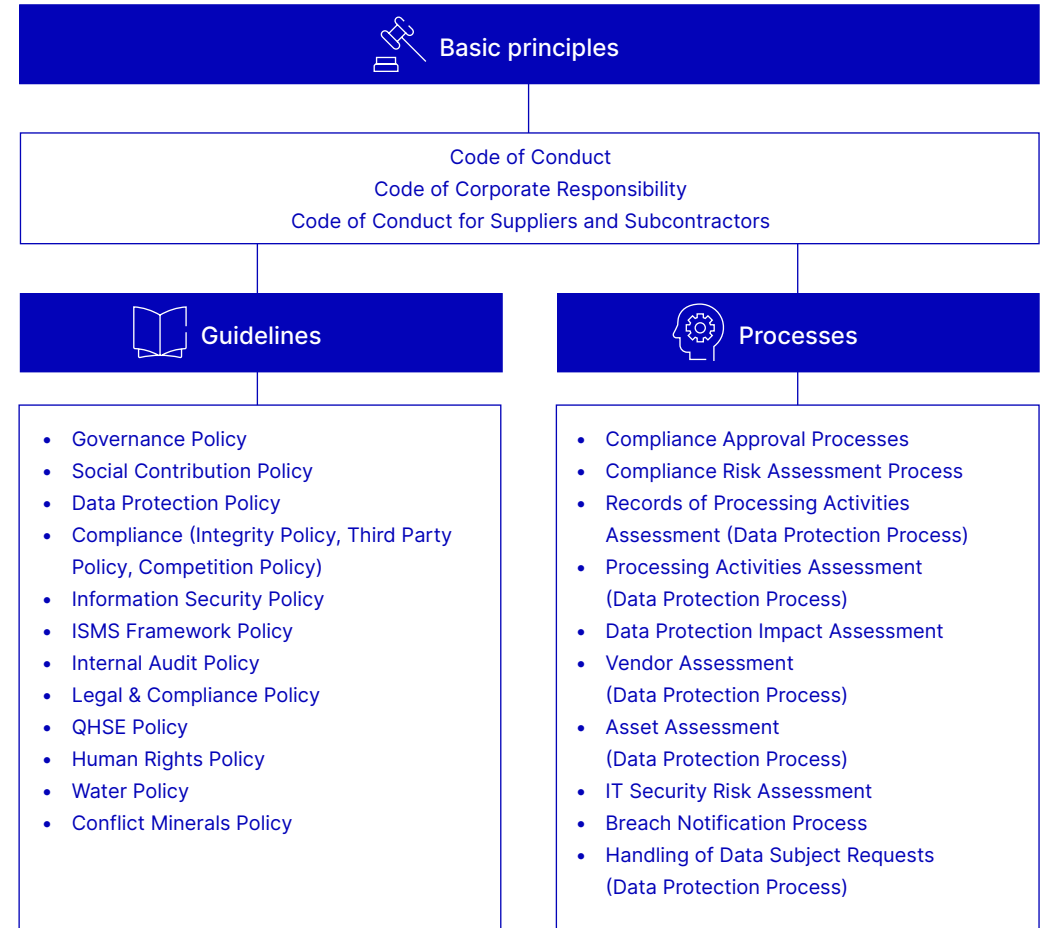 Basic principles
Code of Conduct
Code of Corporate Responsibility
Code of Conduct for Suppliers and Subcontractors
Guidelines
• Governance Policy
• Social Contribution Policy
• Data Protection Policy
• Compliance (Integrity Policy, Third Party
Policy, Competition Policy)
• Information Security Policy
• ISMS Framework Policy
• Internal Audit Policy
• Legal & Compliance Policy
• QHSE Policy
• Human Rights Policy
• Water Policy
• Conflict Minerals Policy
Processes
• Compliance Approval Processes
• Compliance Risk Assessment Process
• Records of Processing Activities
Assessment (Data Protection Process)
• Processing Activities Assessment
(Data Protection Process)
• Data Protection Impact Assessment
• Vendor Assessment
(Data Protection Process)
• Asset Assessment
(Data Protection Process)
• IT Security Risk Assessment
• Breach Notification Process
• Handling of Data Subject Requests
(Data Protection Process)